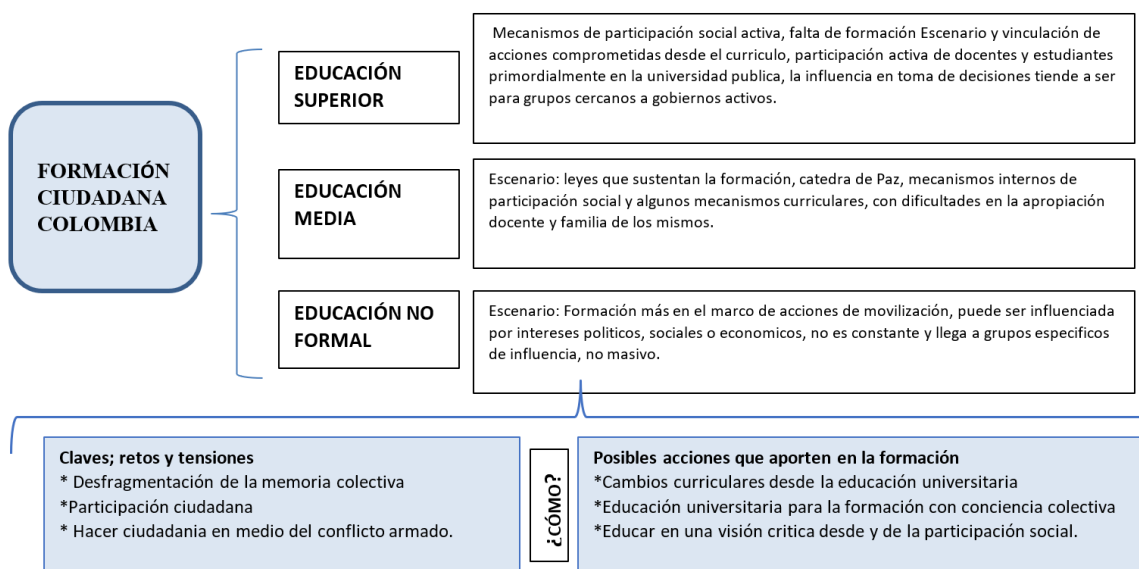 FORMACIÓN
CIUDADANA
COLOMBIA
EDUCACIÓN
SUPERIOR
Mecanismos de participación social activa, falta de formación Escenario y vinculación de
acciones comprometidas desde el curriculo, participación activa de docentes y estudiantes
primordialmente en la universidad publica, la influencia en toma de decisiones tiende a ser
para grupos cercanos a gobiernos activos.
EDUCACIÓN
MEDIA
Escenario: leyes que sustentan la formación, catedra de Paz, mecanismos internos de
participación social y algunos mecanismos curriculares, con dificultades en la apropiación
docente y familia de los mismos.
EDUCACIÓN NO
FORMAL
Escenario: Formación más en el marco de acciones de movilización, puede ser influenciada
por intereses politicos, sociales o economicos, no es constante y llega a grupos especificos
de influencia, no masivo.
Claves; retos y tensiones
* Desfragmentación de la memoria colectiva
*Participación ciudadana
* Hacer ciudadania en medio del conflicto armado.
¿CÓMO?
Posibles acciones que aporten en la formación
*Cambios curriculares desde la educación universitaria
*Educación universitaria para la formación con conciencia colectiva
*Educar en una visión critica desde y de la participación social.